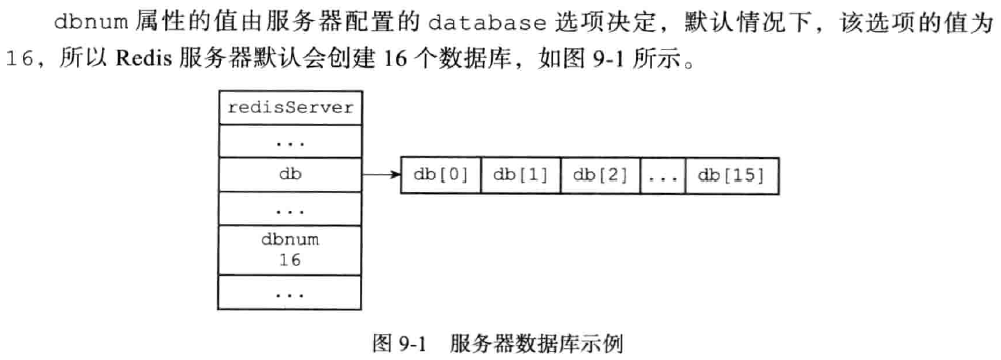 dbnum 属性的值由服务器配置的 database 选项决定，默认情况下，该选项的值为
16，所以 Redis 服务器默认会创建 16 个数据库，如图 9-1 所示。
redisServer
...
db
db[0] db[1] db[2] ... db[15]
...
dbnum
16
...
图 9-1 服务器数据库示例